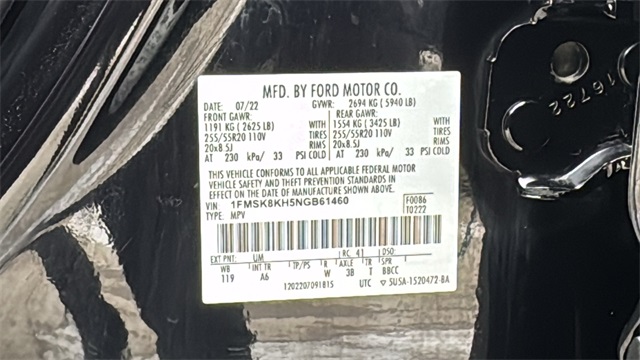 MFD. BY FORD MOTOR CO.
DATE: 07/22 GVWR: 2694 KG (5940 LB)
FRONT GAWR: REAR GAWR:
1191 KG (2625 LB) WITH 1554 KG (3425 LB) WITH
255/55R20 110V TIRES 255/55R20 110V TIRES
20x8.5J RIMS 20x8.5J RIMS
AT 230 kPa/ 33 PSI COLD AT 230 kPa/ 33 PSI COLD
THIS VEHICLE CONFORMS TO ALL APPLICABLE FEDERAL MOTOR
VEHICLE SAFETY AND THEFT PREVENTION STANDARDS IN
EFFECT ON THE DATE OF MANUFACTURE SHOWN ABOVE.
VIN: 1FMSK8KH5NGB61460 F0086
TYPE: MPV T0222
EXT PNT: UM RC: 41 DSO:
WB INT TR TP/PS R AXLE TR SPR
119 A6 W 3B T BBCC
1202207091815 UTC ▽ 5U5A-1520472-BA
16722